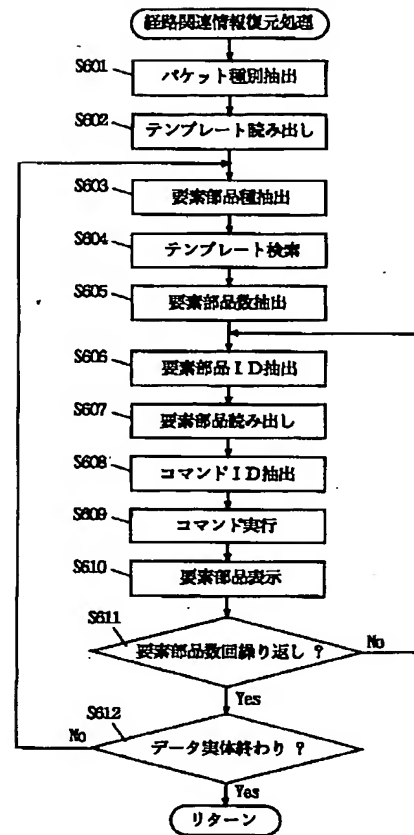 経路関連情報復元処理
S601
パケット種別抽出
S602
テンプレート読み出し
S603
要素部品種抽出
S604
テンプレート検索
S605
要素部品数抽出
S606
要素部品ID抽出
S607
要素部品読み出し
S608
コマンドID抽出
S609
コマンド実行
S610
要素部品表示
S611
要素部品数回繰り返し ?
No
Yes
S612
No
データ実体終わり ?
Yes
リターン